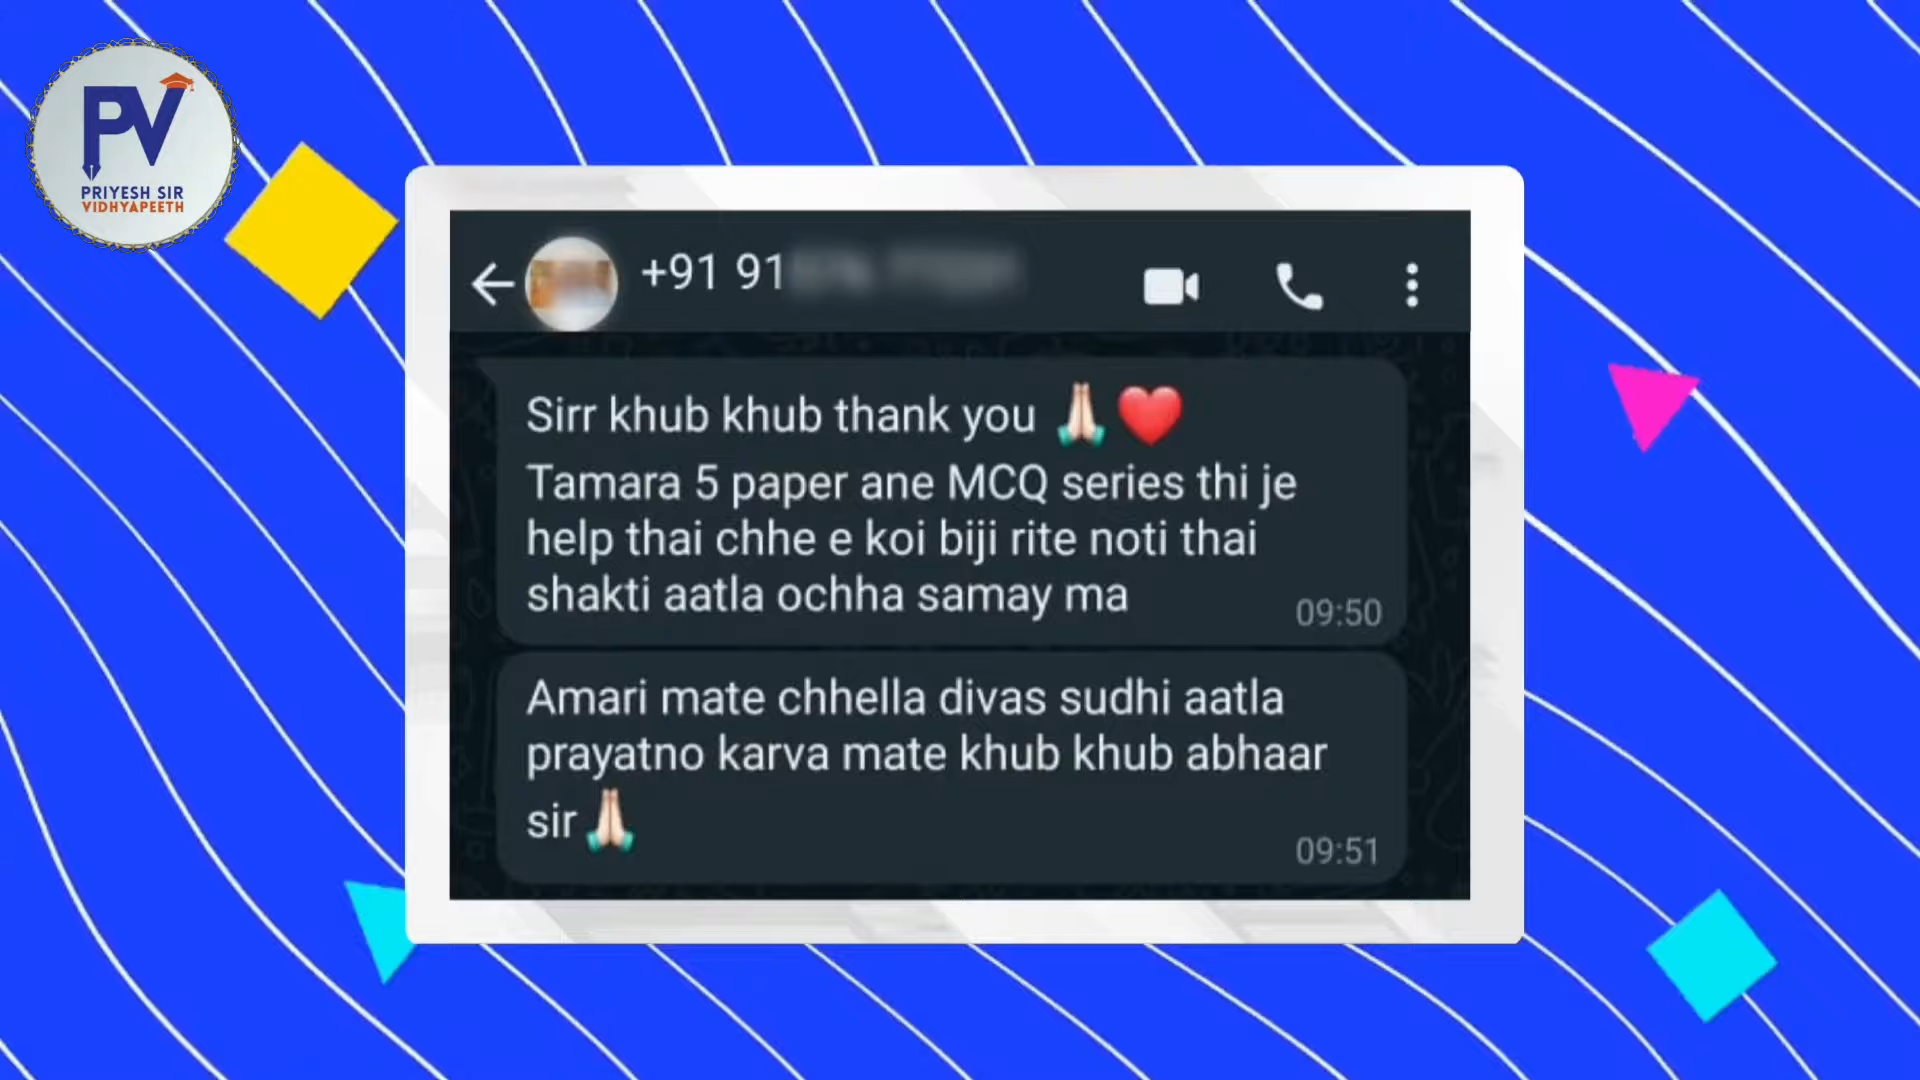 PV
PRIYESH SIR
VIDHYAPEETH
+91 91
Sirr khub khub thank you 🙏🏻❤️
Tamara 5 paper ane MCQ series thi je
help thai chhe e koi biji rite noti thai
shakti aatla ochha samay ma
09:50
Amari mate chhella divas sudhi aatla
prayatno karva mate khub khub abhaar
sir 🙏🏻
09:51